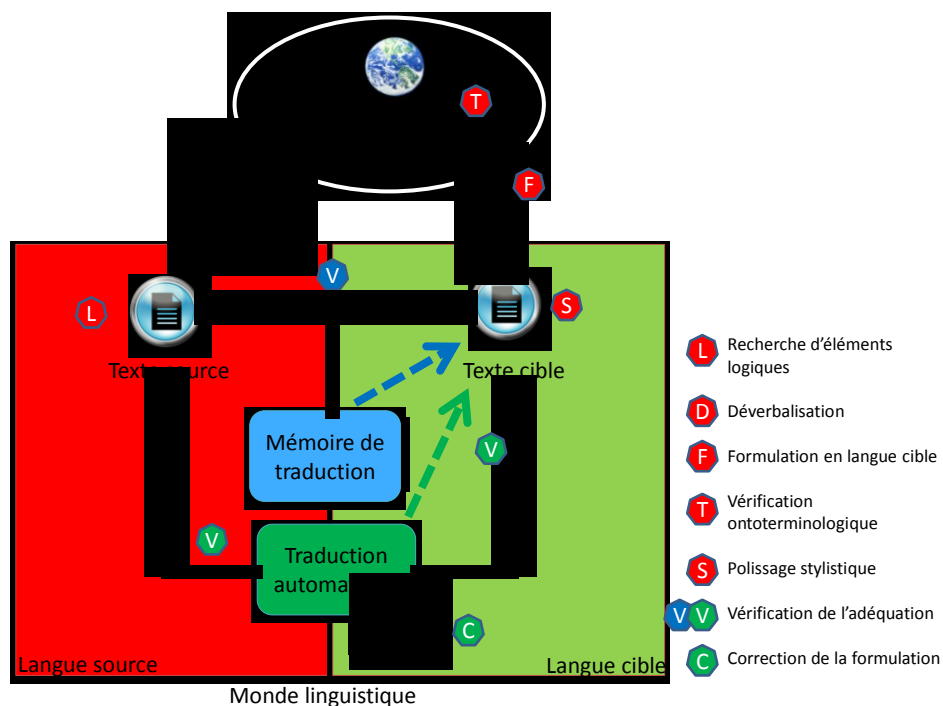 T
F
V
L
S
Texte source
Texte cible
Mémoire de
traduction
V
V
Traduction
C
Langue source
Langue cible
Monde linguistique
L Recherche d'éléments
logiques
D Déverbalisation
F Formulation en langue cible
T Vérification
ontoterminologique
S Polissage stylistique
V V Vérification de l'adéquation
C Correction de la formulation